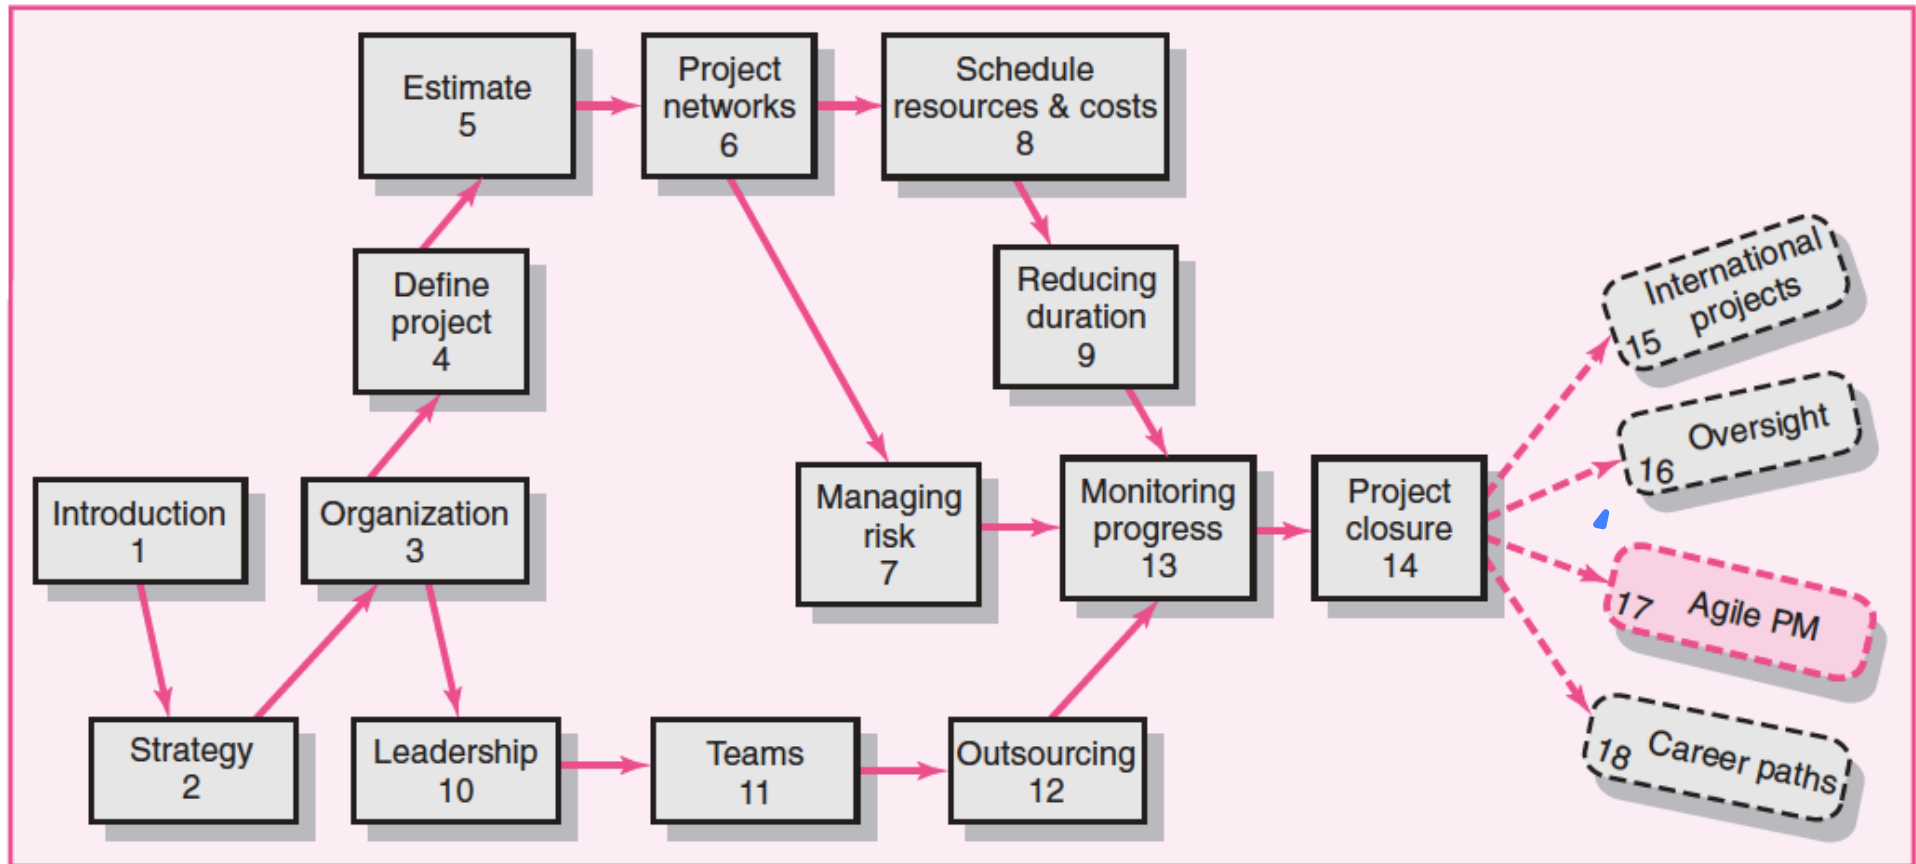 Estimate
5
Project
networks
6
Schedule
resources & costs
8
Define
project
4
Reducing
duration
9
International
projects
15
Oversight
16
Introduction
1
Organization
3
Managing
risk
7
Monitoring
progress
13
Project
closure
14
Agile PM
17
Strategy
2
Leadership
10
Teams
11
Outsourcing
12
Career paths
18